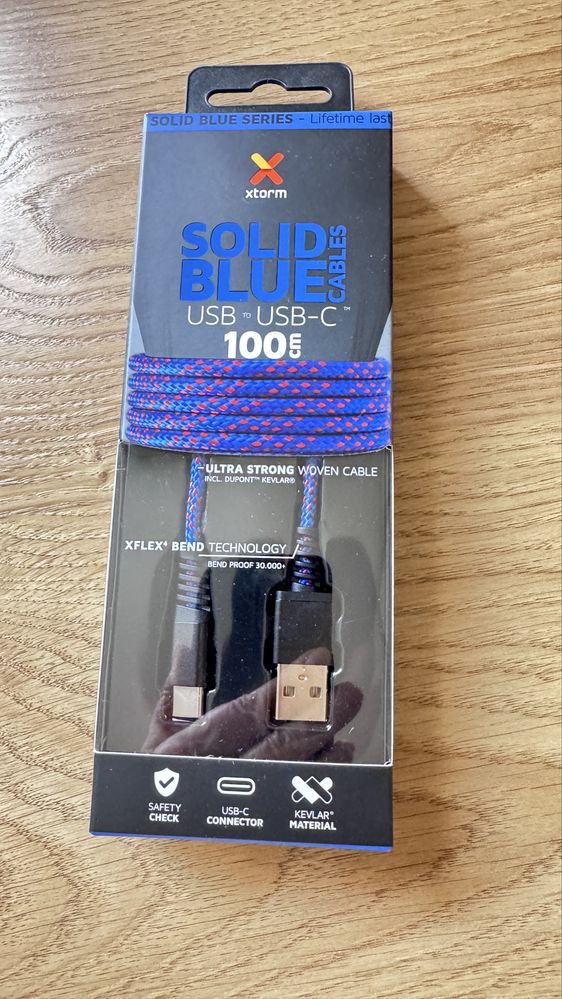 SOLID BLUE SERIES - Lifetime last
xtorm
SOLID
BLUE
CABLES
USB TO USB-C™
100cm
ULTRA STRONG WOVEN CABLE
INCL. DUPONT™ KEVLAR®
XFLEX⁴ BEND TECHNOLOGY
BEND PROOF 30.000+
SAFETY
CHECK
USB-C
CONNECTOR
KEVLAR®
MATERIAL